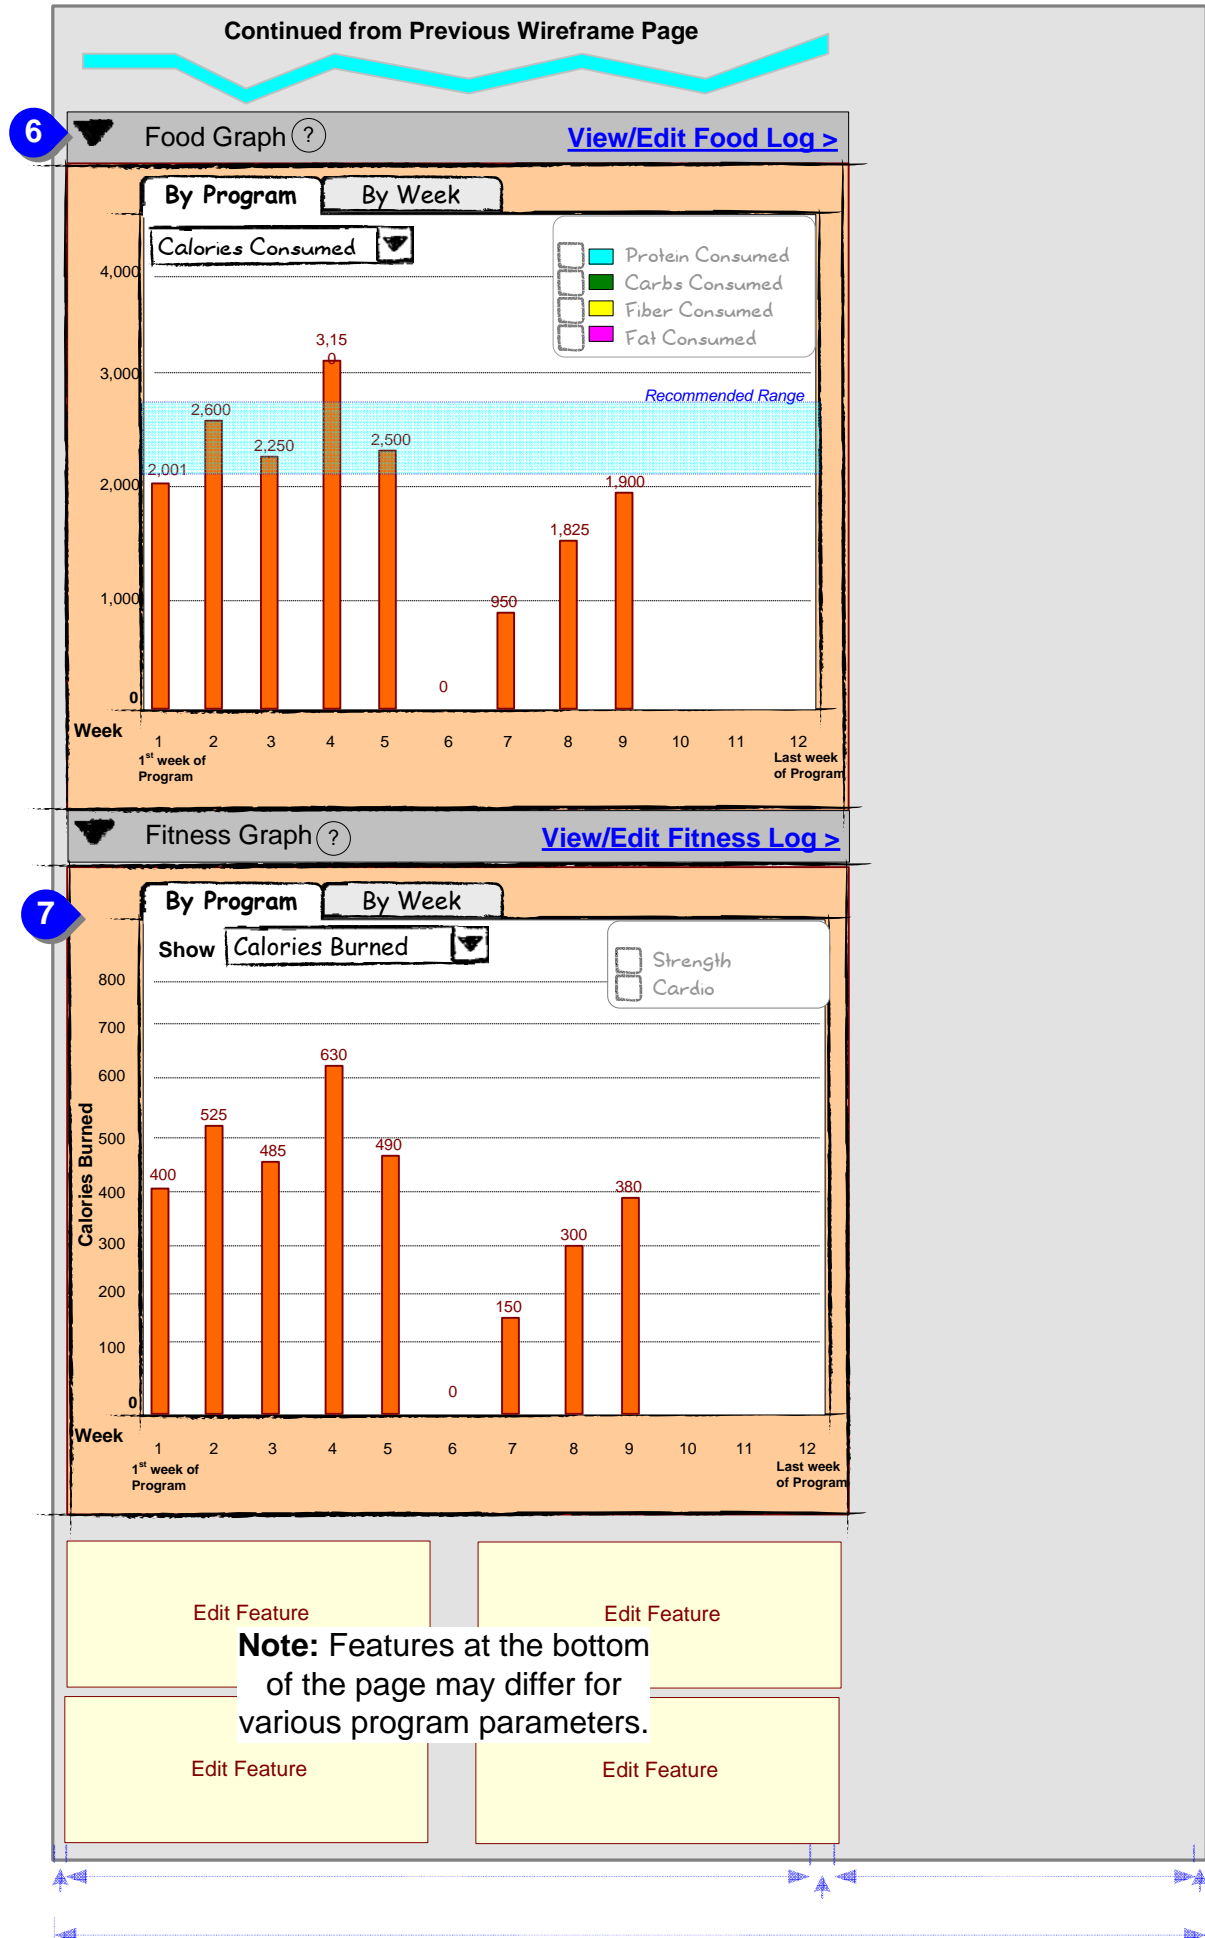 Continued from Previous Wireframe Page
6
Food Graph ?
View/Edit Food Log >
By Program
By Week
Calories Consumed
Protein Consumed
Carbs Consumed
Fiber Consumed
Fat Consumed
4,000
3,15
0
3,000
Recommended Range
2,600
2,250
2,500
2,001
2,000
1,900
1,825
1,000
950
0
0
Week
1 2 3 4 5 6 7 8 9 10 11 12
1st week of
Program
Last week
of Program
Fitness Graph ?
View/Edit Fitness Log >
7
By Program
By Week
Show Calories Burned
Strength
Cardio
800
700
630
600
525
500
485
490
400
400
380
300
300
200
150
100
0
0
Calories Burned
Week
1 2 3 4 5 6 7 8 9 10 11 12
1st week of
Program
Last week
of Program
Edit Feature
Edit Feature
Note: Features at the bottom
of the page may differ for
various program parameters.
Edit Feature
Edit Feature